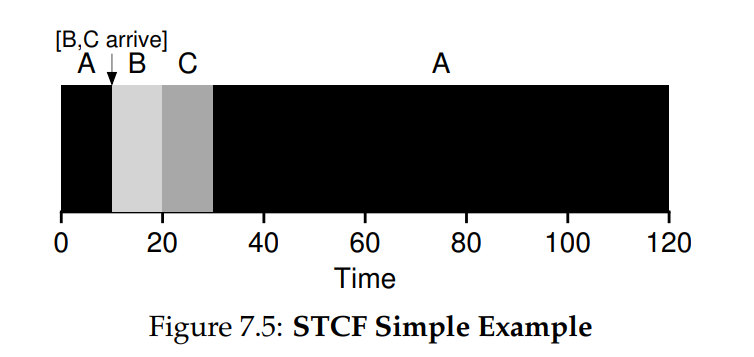 [B,C arrive]
A B C A
0 20 40 60 80 100 120
Time
Figure 7.5: STCF Simple Example